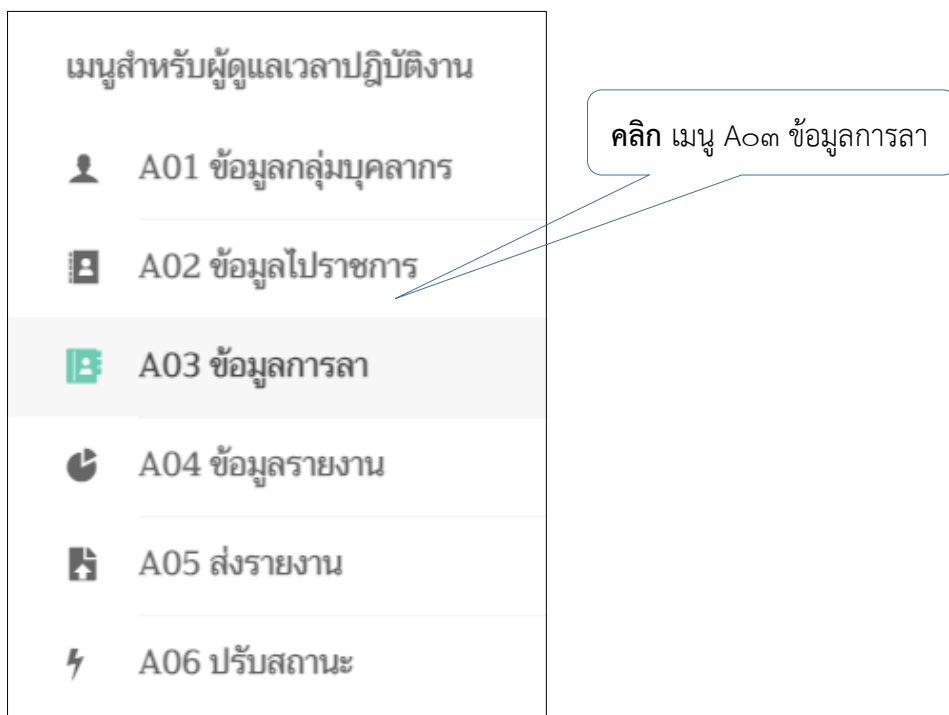 เมนูสำหรับผู้ดูแลเวลาปฎิบัติงาน
คลิก เมนู A๐๓ ข้อมูลการลา
A01 ข้อมูลกลุ่มบุคลากร
A02 ข้อมูลไปราชการ
A03 ข้อมูลการลา
A04 ข้อมูลรายงาน
A05 ส่งรายงาน
A06 ปรับสถานะ